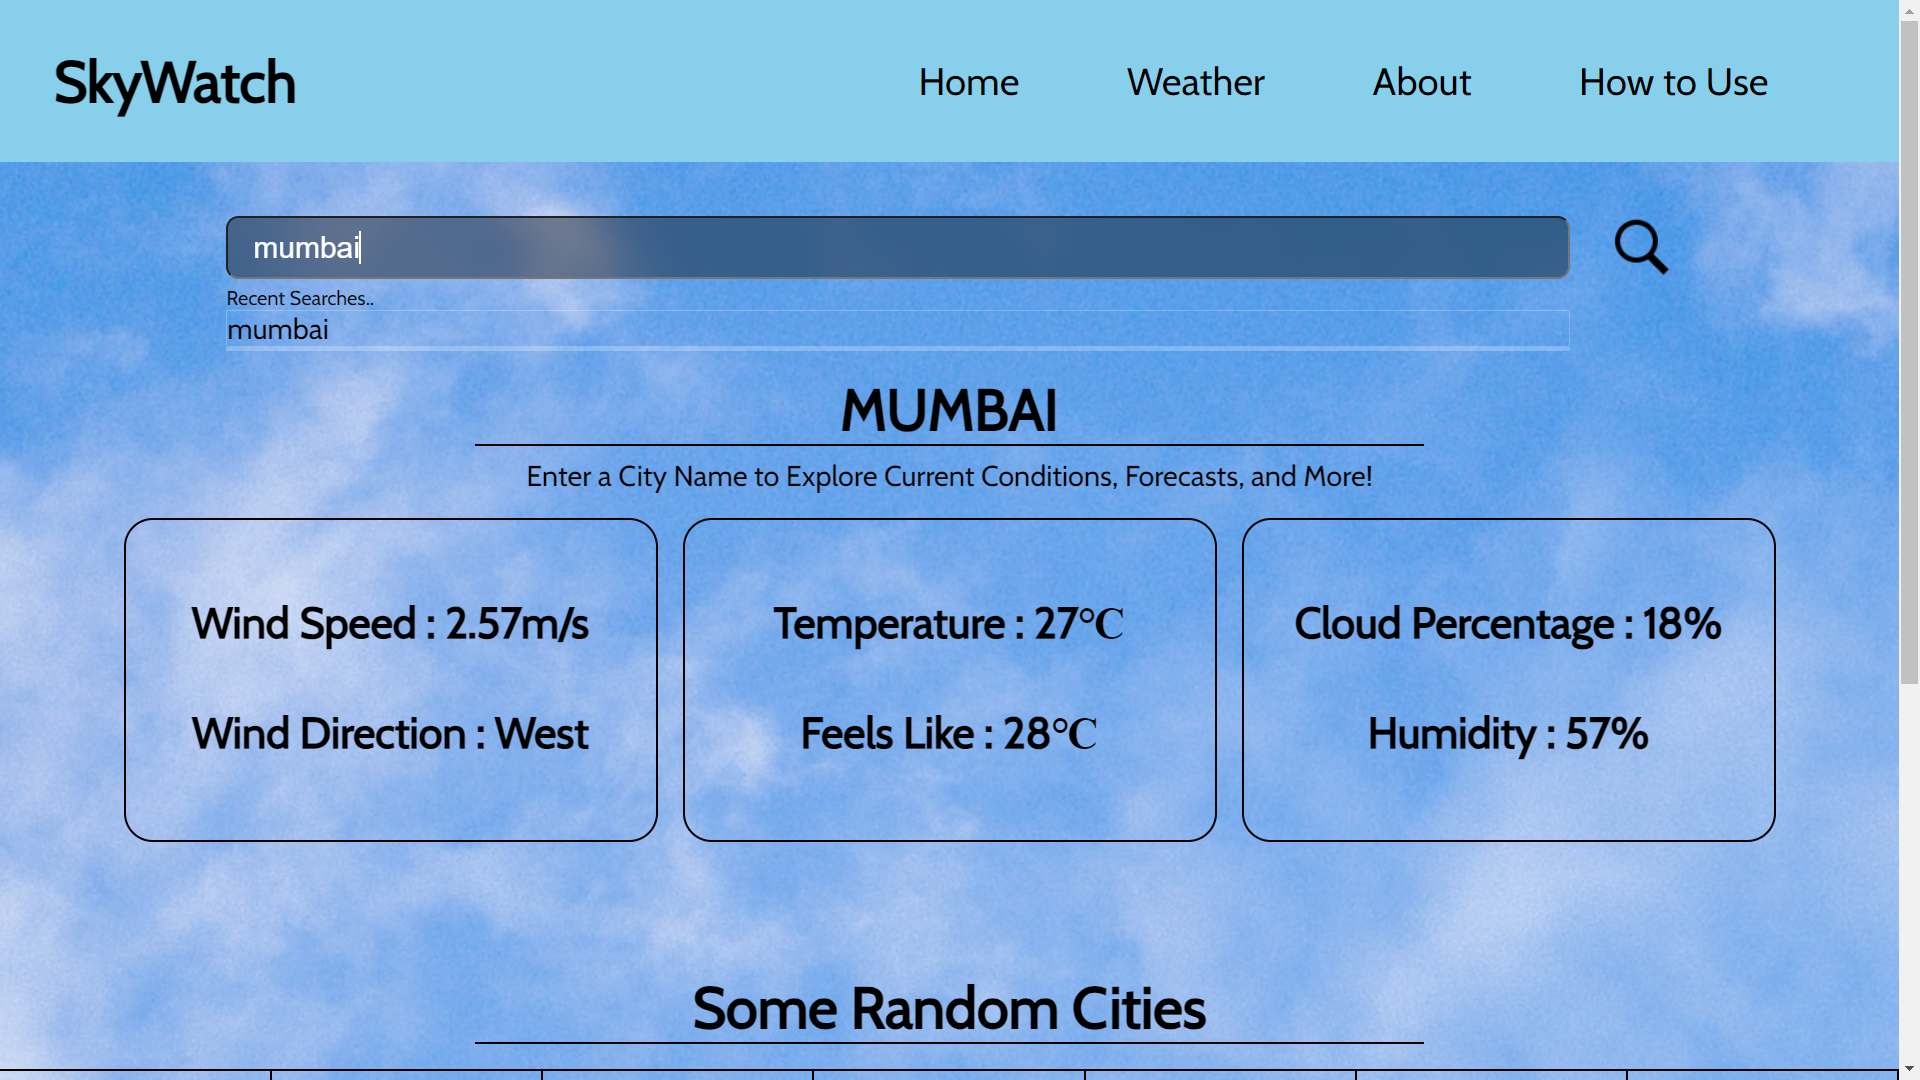 SkyWatch
Home Weather About How to Use
mumbai
Recent Searches..
mumbai
MUMBAI
Enter a City Name to Explore Current Conditions, Forecasts, and More!
Wind Speed : 2.57m/s
Wind Direction : West
Temperature : 27℃
Feels Like : 28℃
Cloud Percentage : 18%
Humidity : 57%
Some Random Cities